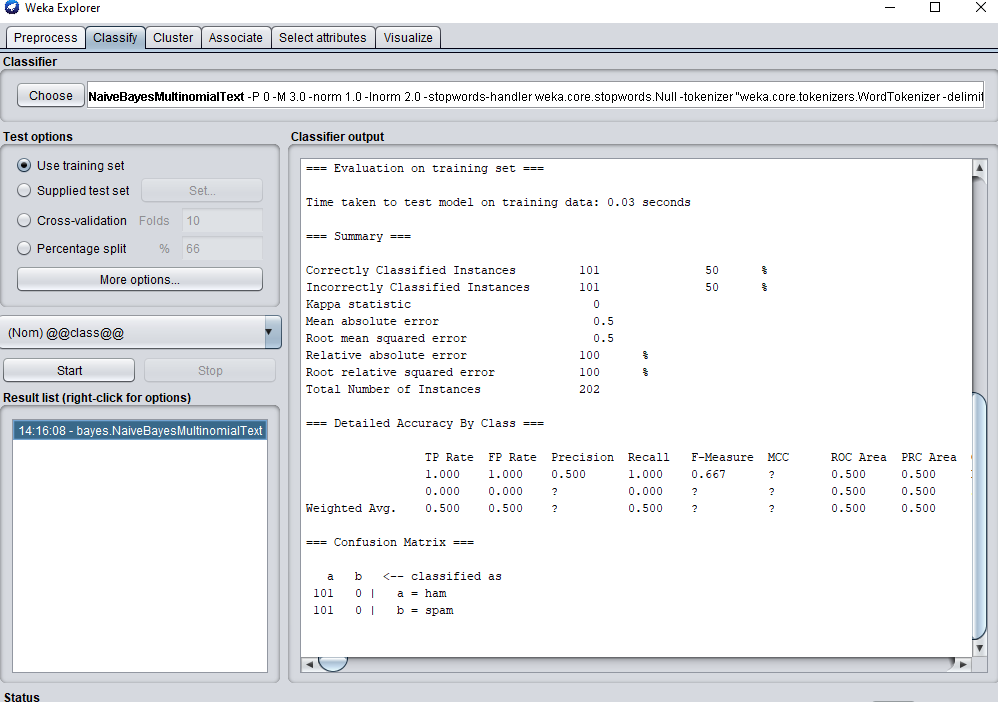 Weka Explorer
Preprocess Classify Cluster Associate Select attributes Visualize
Classifier
Choose NaiveBayesMultinomialText -P 0 -M 3.0 -norm 1.0 -lnorm 2.0 -stopwords-handler weka.core.stopwords.Null -tokenizer "weka.core.tokenizers.WordTokenizer -delimit
Test options
Use training set
Supplied test set Set...
Cross-validation Folds 10
Percentage split % 66
More options...
(Nom) @@class@@
Start Stop
Result list (right-click for options)
14:16:08 - bayes.NaiveBayesMultinomialText
Classifier output
=== Evaluation on training set ===
Time taken to test model on training data: 0.03 seconds
=== Summary ===
Correctly Classified Instances 101 50 %
Incorrectly Classified Instances 101 50 %
Kappa statistic 0
Mean absolute error 0.5
Root mean squared error 0.5
Relative absolute error 100 %
Root relative squared error 100 %
Total Number of Instances 202
=== Detailed Accuracy By Class ===
TP Rate FP Rate Precision Recall F-Measure MCC ROC Area PRC Area
1.000 1.000 0.500 1.000 0.667 ? 0.500 0.500
0.000 0.000 ? 0.000 ? ? 0.500 0.500
Weighted Avg. 0.500 0.500 ? 0.500 ? ? 0.500 0.500
=== Confusion Matrix ===
a b <-- classified as
101 0 | a = ham
101 0 | b = spam
Status